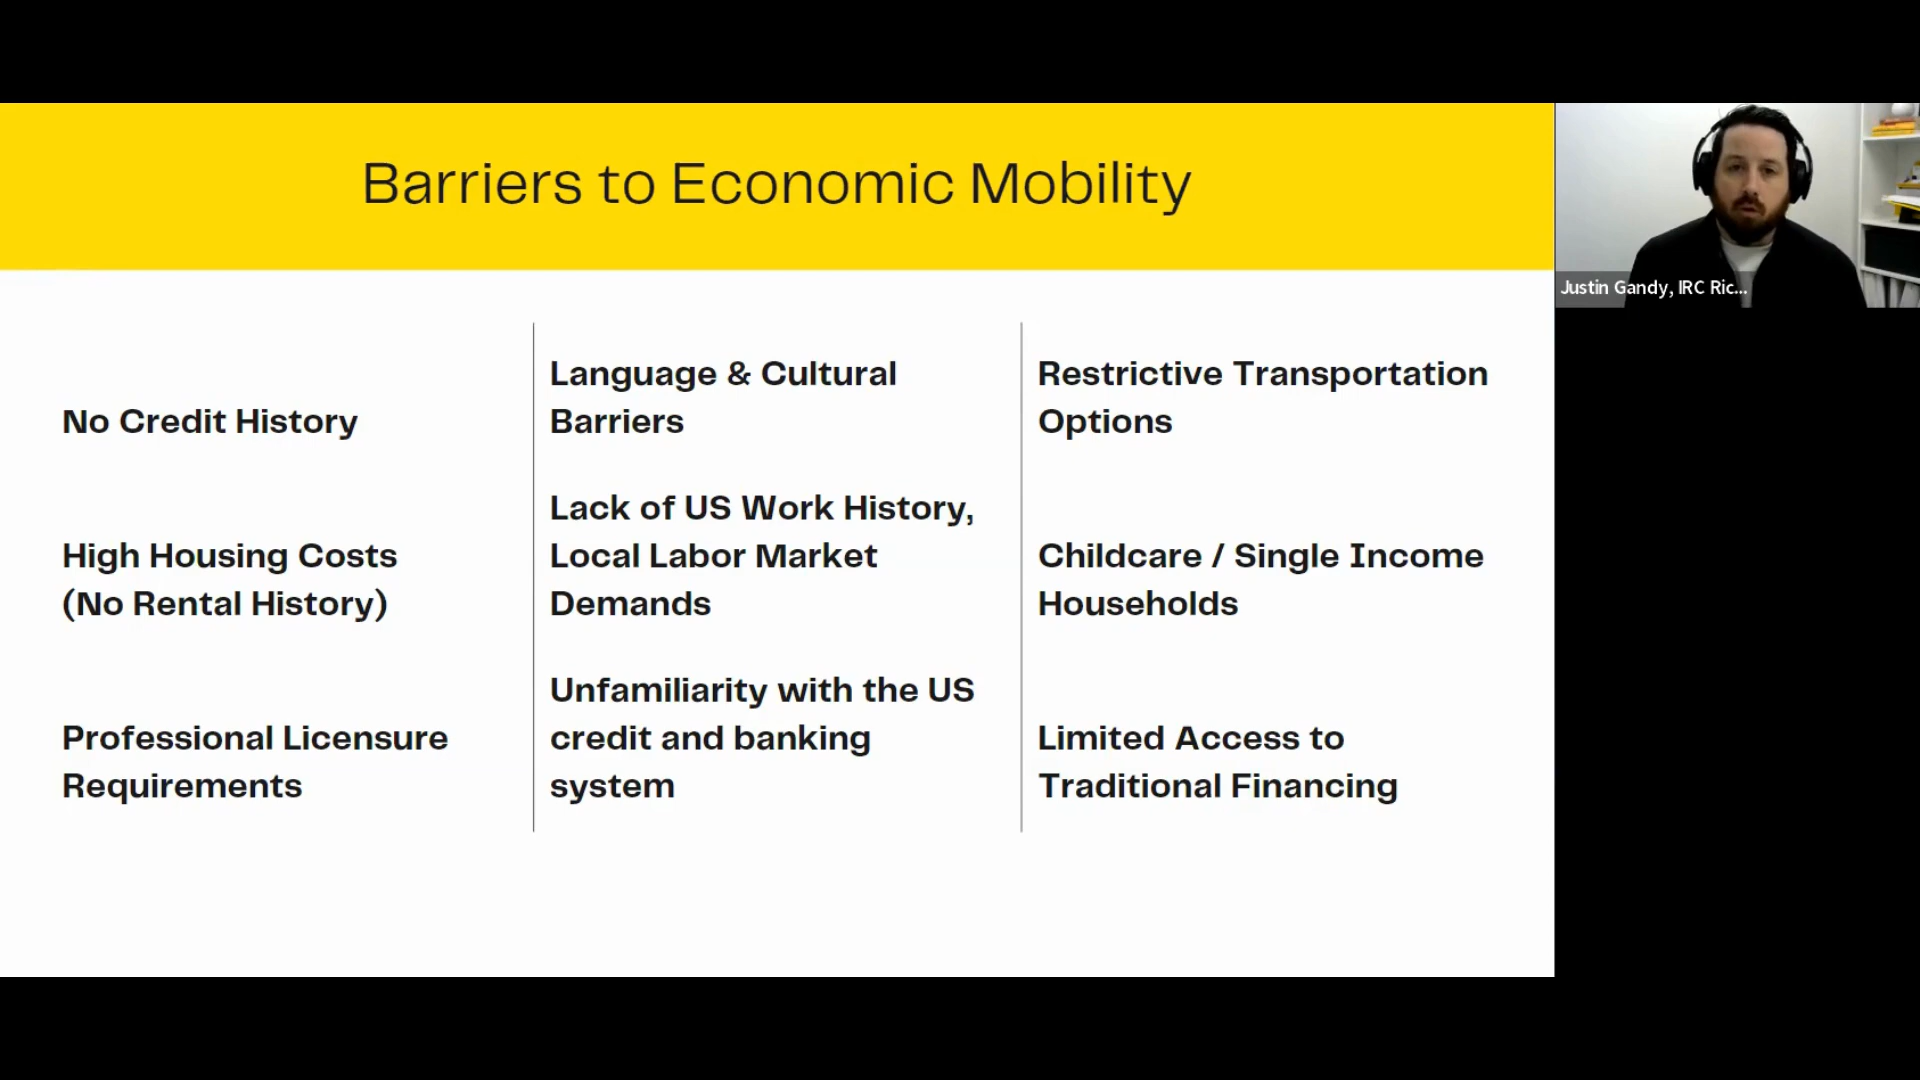 Barriers to Economic Mobility
No Credit History
High Housing Costs
(No Rental History)
Professional Licensure
Requirements
Language & Cultural
Barriers
Lack of US Work History,
Local Labor Market
Demands
Unfamiliarity with the US
credit and banking
system
Restrictive Transportation
Options
Childcare / Single Income
Households
Limited Access to
Traditional Financing
Justin Gandy, IRC Ric...